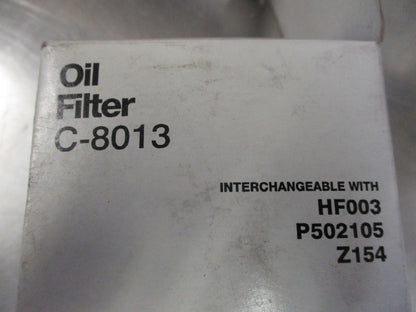 Oil
Filter
C-8013
INTERCHANGEABLE WITH
HF003
P502105
Z154